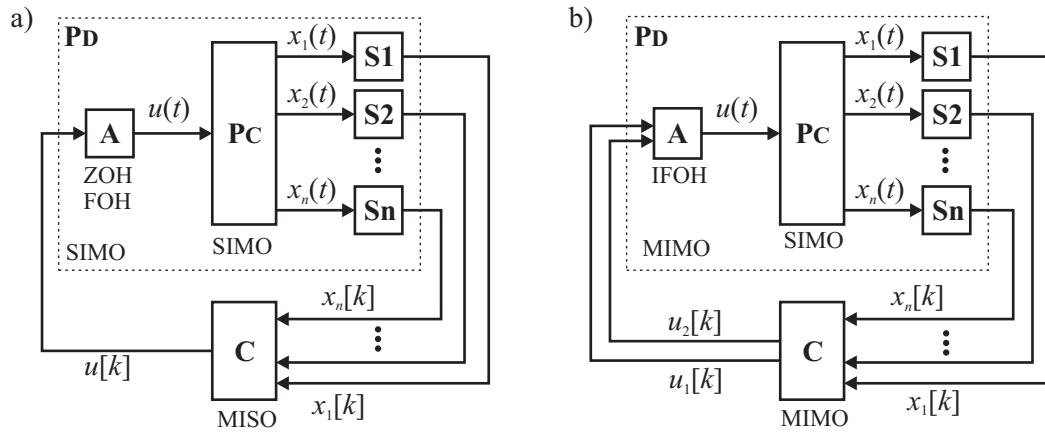 a)
PD
x1(t)
S1
x2(t)
S2
u(t)
A
PC
ZOH
FOH
xn(t)
Sn
SIMO
SIMO
xn[k]
C
u[k]
MISO
x1[k]
b)
PD
x1(t)
S1
x2(t)
S2
u(t)
A
PC
IFOH
xn(t)
Sn
MIMO
SIMO
xn[k]
u2[k]
C
u1[k]
MIMO
x1[k]